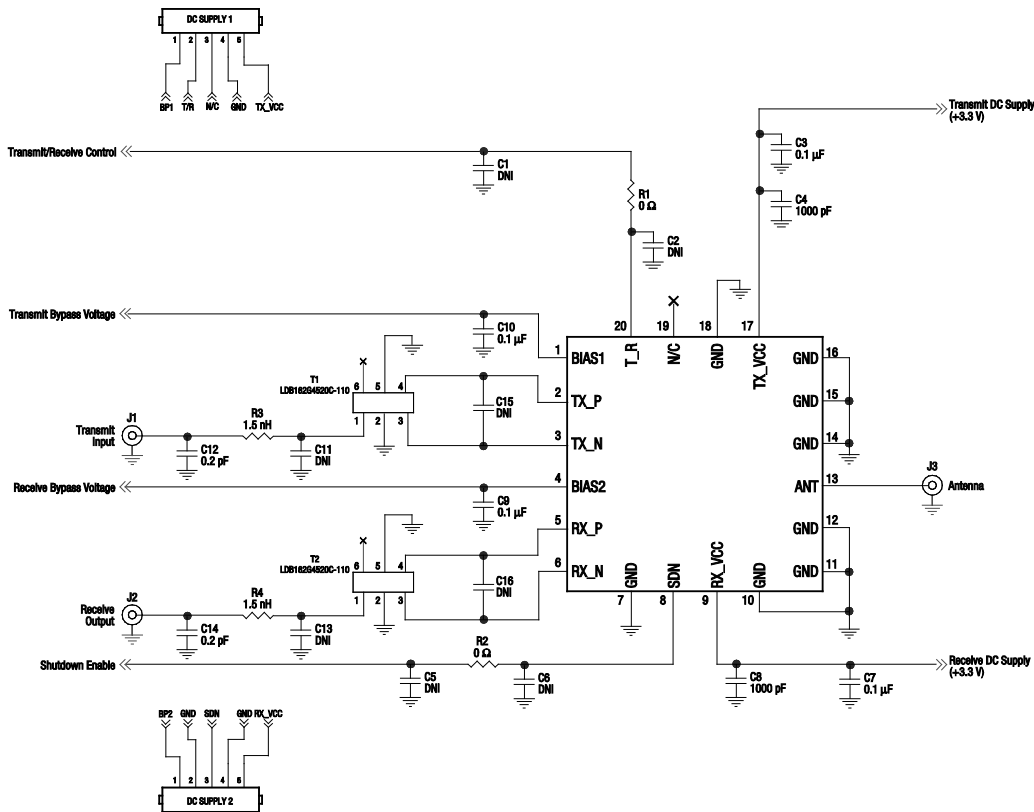 DC SUPPLY 1
1 2 3 4 5
BP1 T/R N/C GND TX_VCC
Transmit DC Supply
(+3.3 V)
C3
0.1 µF
Transmit/Receive Control
C1
DNI
R1
0 Ω
C4
1000 pF
C2
DNI
Transmit Bypass Voltage
C10
0.1 µF
20 19 18 17
T_R N/C GND TX_VCC
1 BIAS1
GND 16
T1
LDB182G4520C-110
6 5 4
1 2 3
C15
DNI
2 TX_P
GND 15
J1
Transmit
Input
R3
1.5 nH
C12
0.2 pF
C11
DNI
3 TX_N
GND 14
Receive Bypass Voltage
C9
0.1 µF
4 BIAS2
ANT 13
J3
Antenna
5 RX_P
GND 12
T2
LDB182G4520C-110
6 5 4
1 2 3
C16
DNI
6 RX_N
GND 11
GND SDN RX_VCC GND
7 8 9 10
J2
Receive
Output
R4
1.5 nH
C14
0.2 pF
C13
DNI
R2
0 Ω
Shutdown Enable
C5
DNI
C6
DNI
C8
1000 pF
C7
0.1 µF
Receive DC Supply
(+3.3 V)
BP2 GND SDN GND RX_VCC
1 2 3 4 5
DC SUPPLY 2